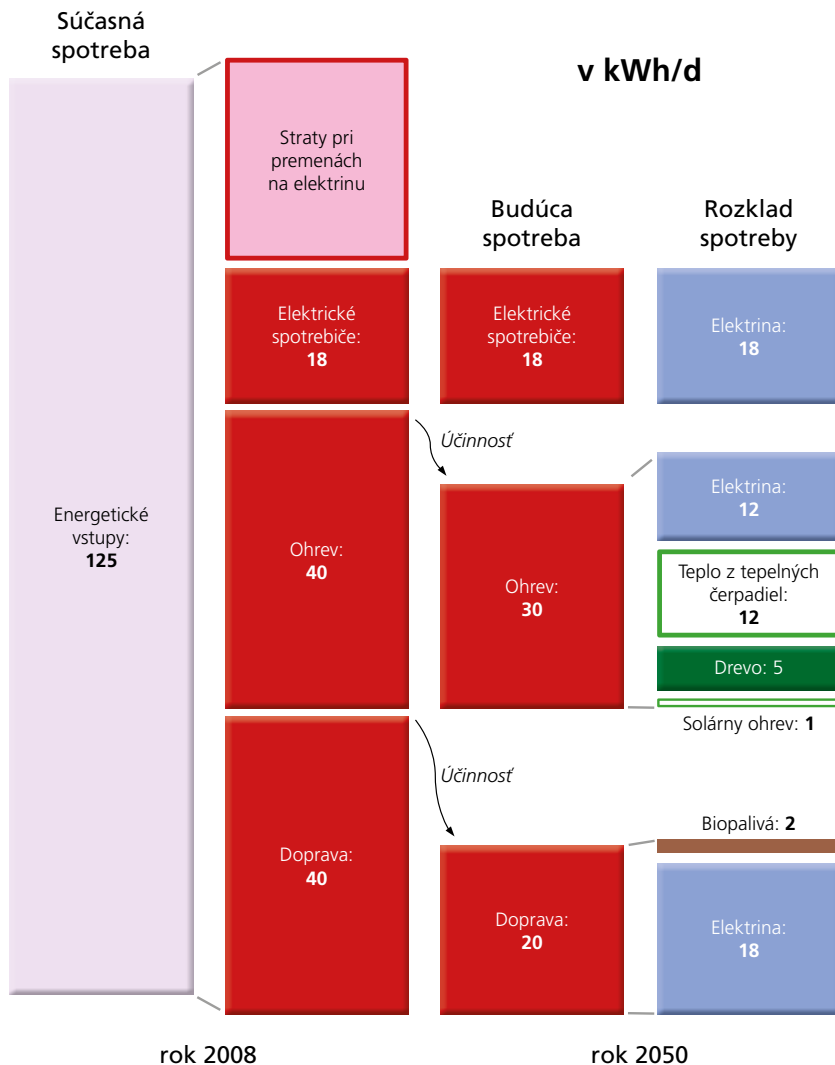 Súčasná
spotreba
v kWh/d
Energetické
vstupy:
125
Straty pri
premenách
na elektrinu
Elektrické
spotrebiče:
18
Ohrev:
40
Doprava:
40
Účinnosť
Účinnosť
Budúca
spotreba
Elektrické
spotrebiče:
18
Ohrev:
30
Doprava:
20
Rozklad
spotreby
Elektrina:
18
Elektrina:
12
Teplo z tepelných
čerpadiel:
12
Drevo: 5
Solárny ohrev: 1
Biopalivá: 2
Elektrina:
18
rok 2008
rok 2050